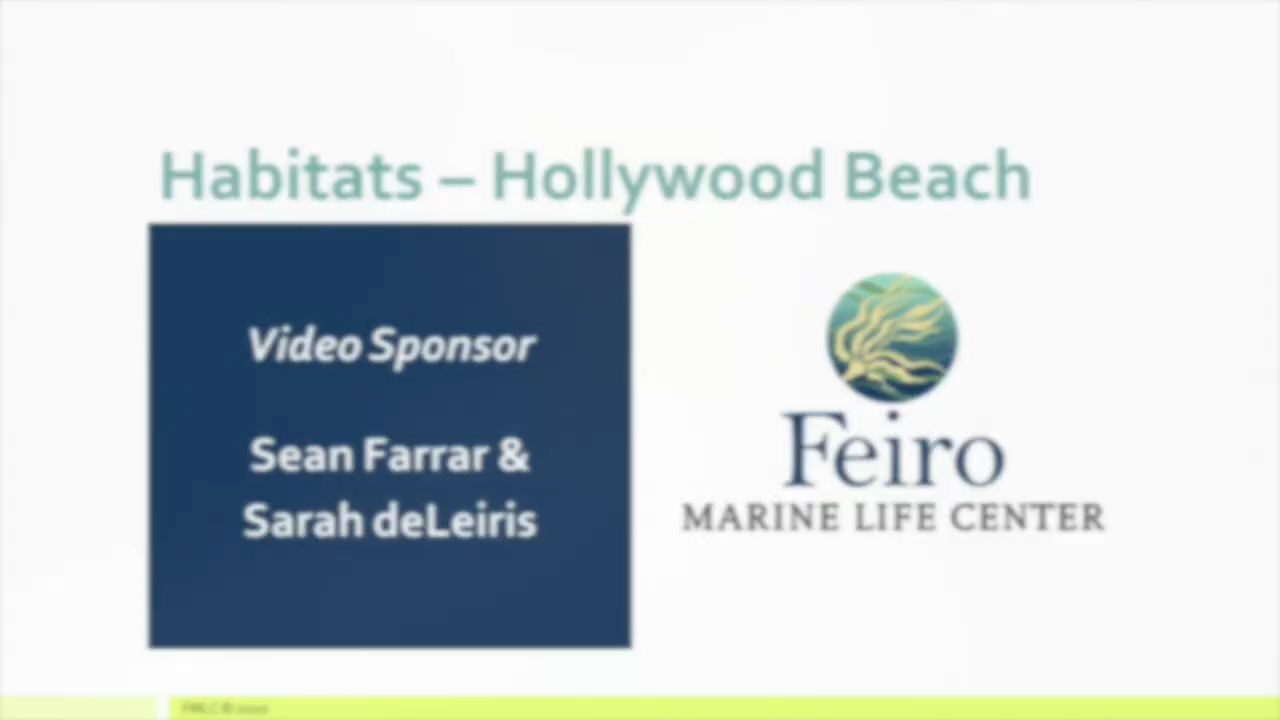 Habitats – Hollywood Beach
Video Sponsor
Sean Farrar &
Sarah deLeiris
Feiro
MARINE LIFE CENTER